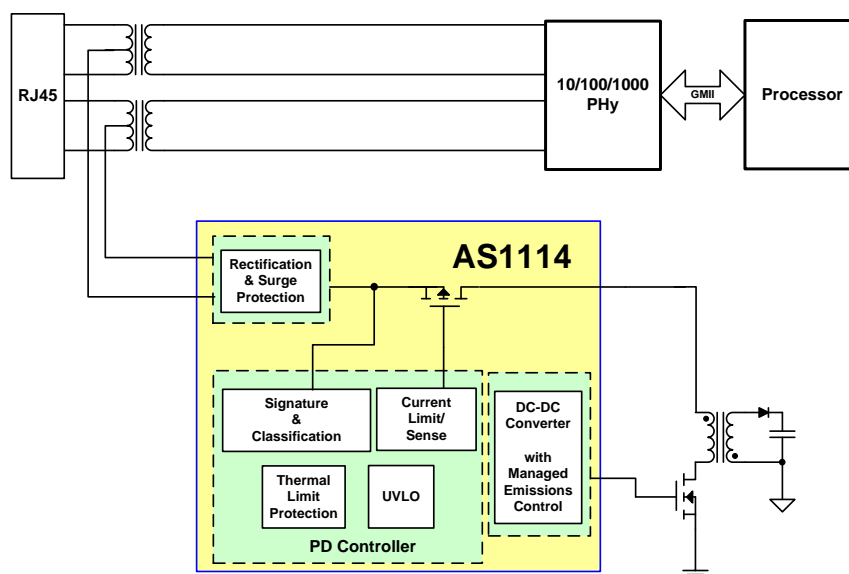 RJ45
10/100/1000
PHy
GMII
Processor
AS1114
Rectification
& Surge
Protection
Signature
&
Classification
Current
Limit/
Sense
DC-DC
Converter
with
Managed
Emissions
Control
Thermal
Limit
Protection
UVLO
PD Controller